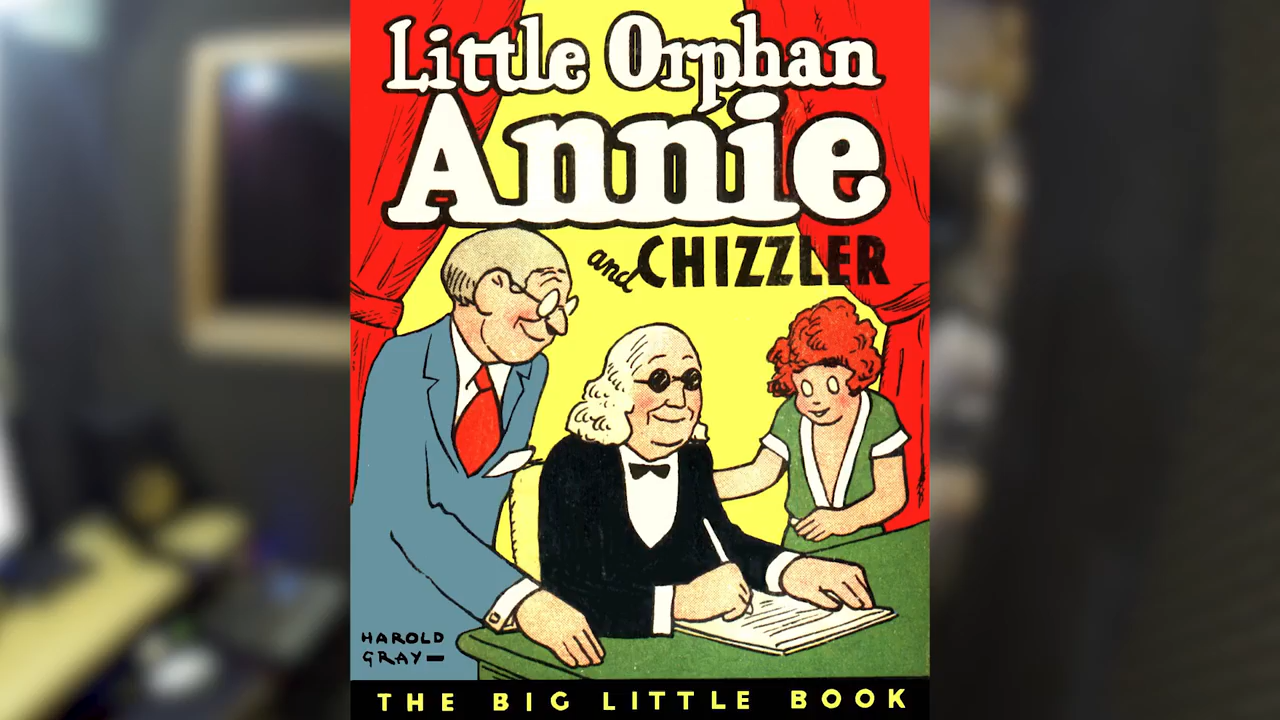 Little Orphan
Annie
and CHIZZLER
HAROLD
GRAY—
THE BIG LITTLE BOOK